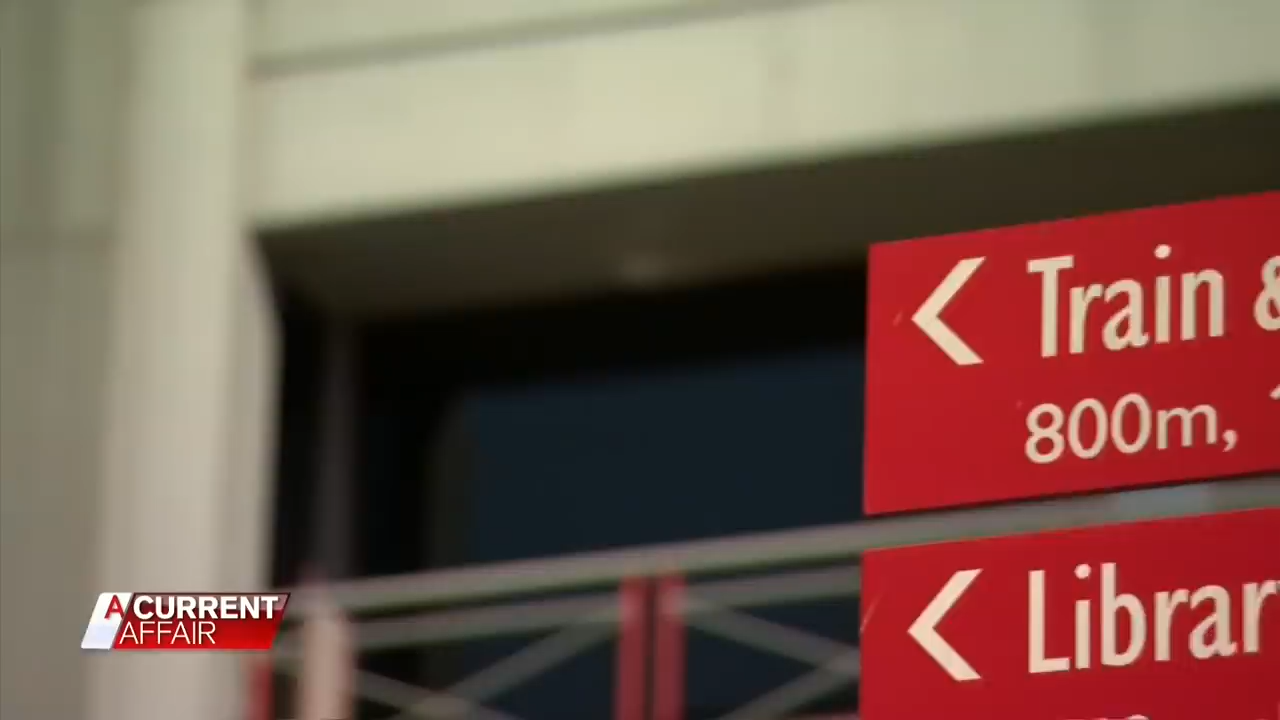 < Train &
800m,
< Librar
A CURRENT
AFFAIR